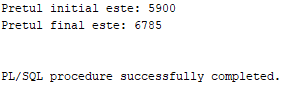 Pretul initial este: 5900
Pretul final este: 6785
PL/SQL procedure successfully completed.